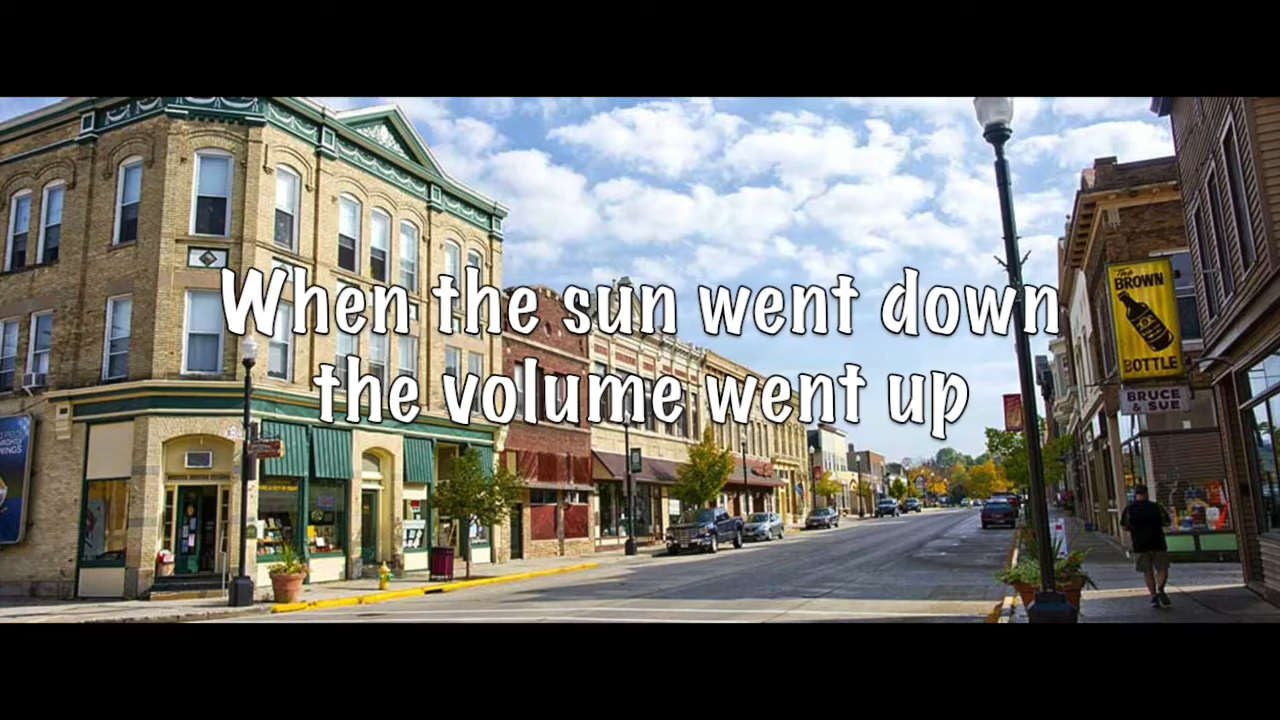 When the sun went down
the volume went up
The
BROWN
BOTTLE
BRUCE
& SUE